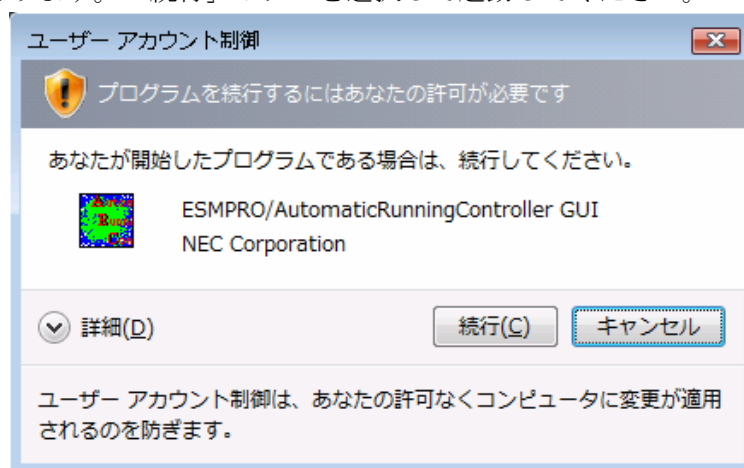 ユーザー アカウント制御
プログラムを続行するにはあなたの許可が必要です
あなたが開始したプログラムである場合は、続行してください。
ESMPRO/AutomaticRunningController GUI
NEC Corporation
詳細(D)
続行(C)
キャンセル
ユーザー アカウント制御は、あなたの許可なくコンピュータに変更が適用
されるのを防ぎます。